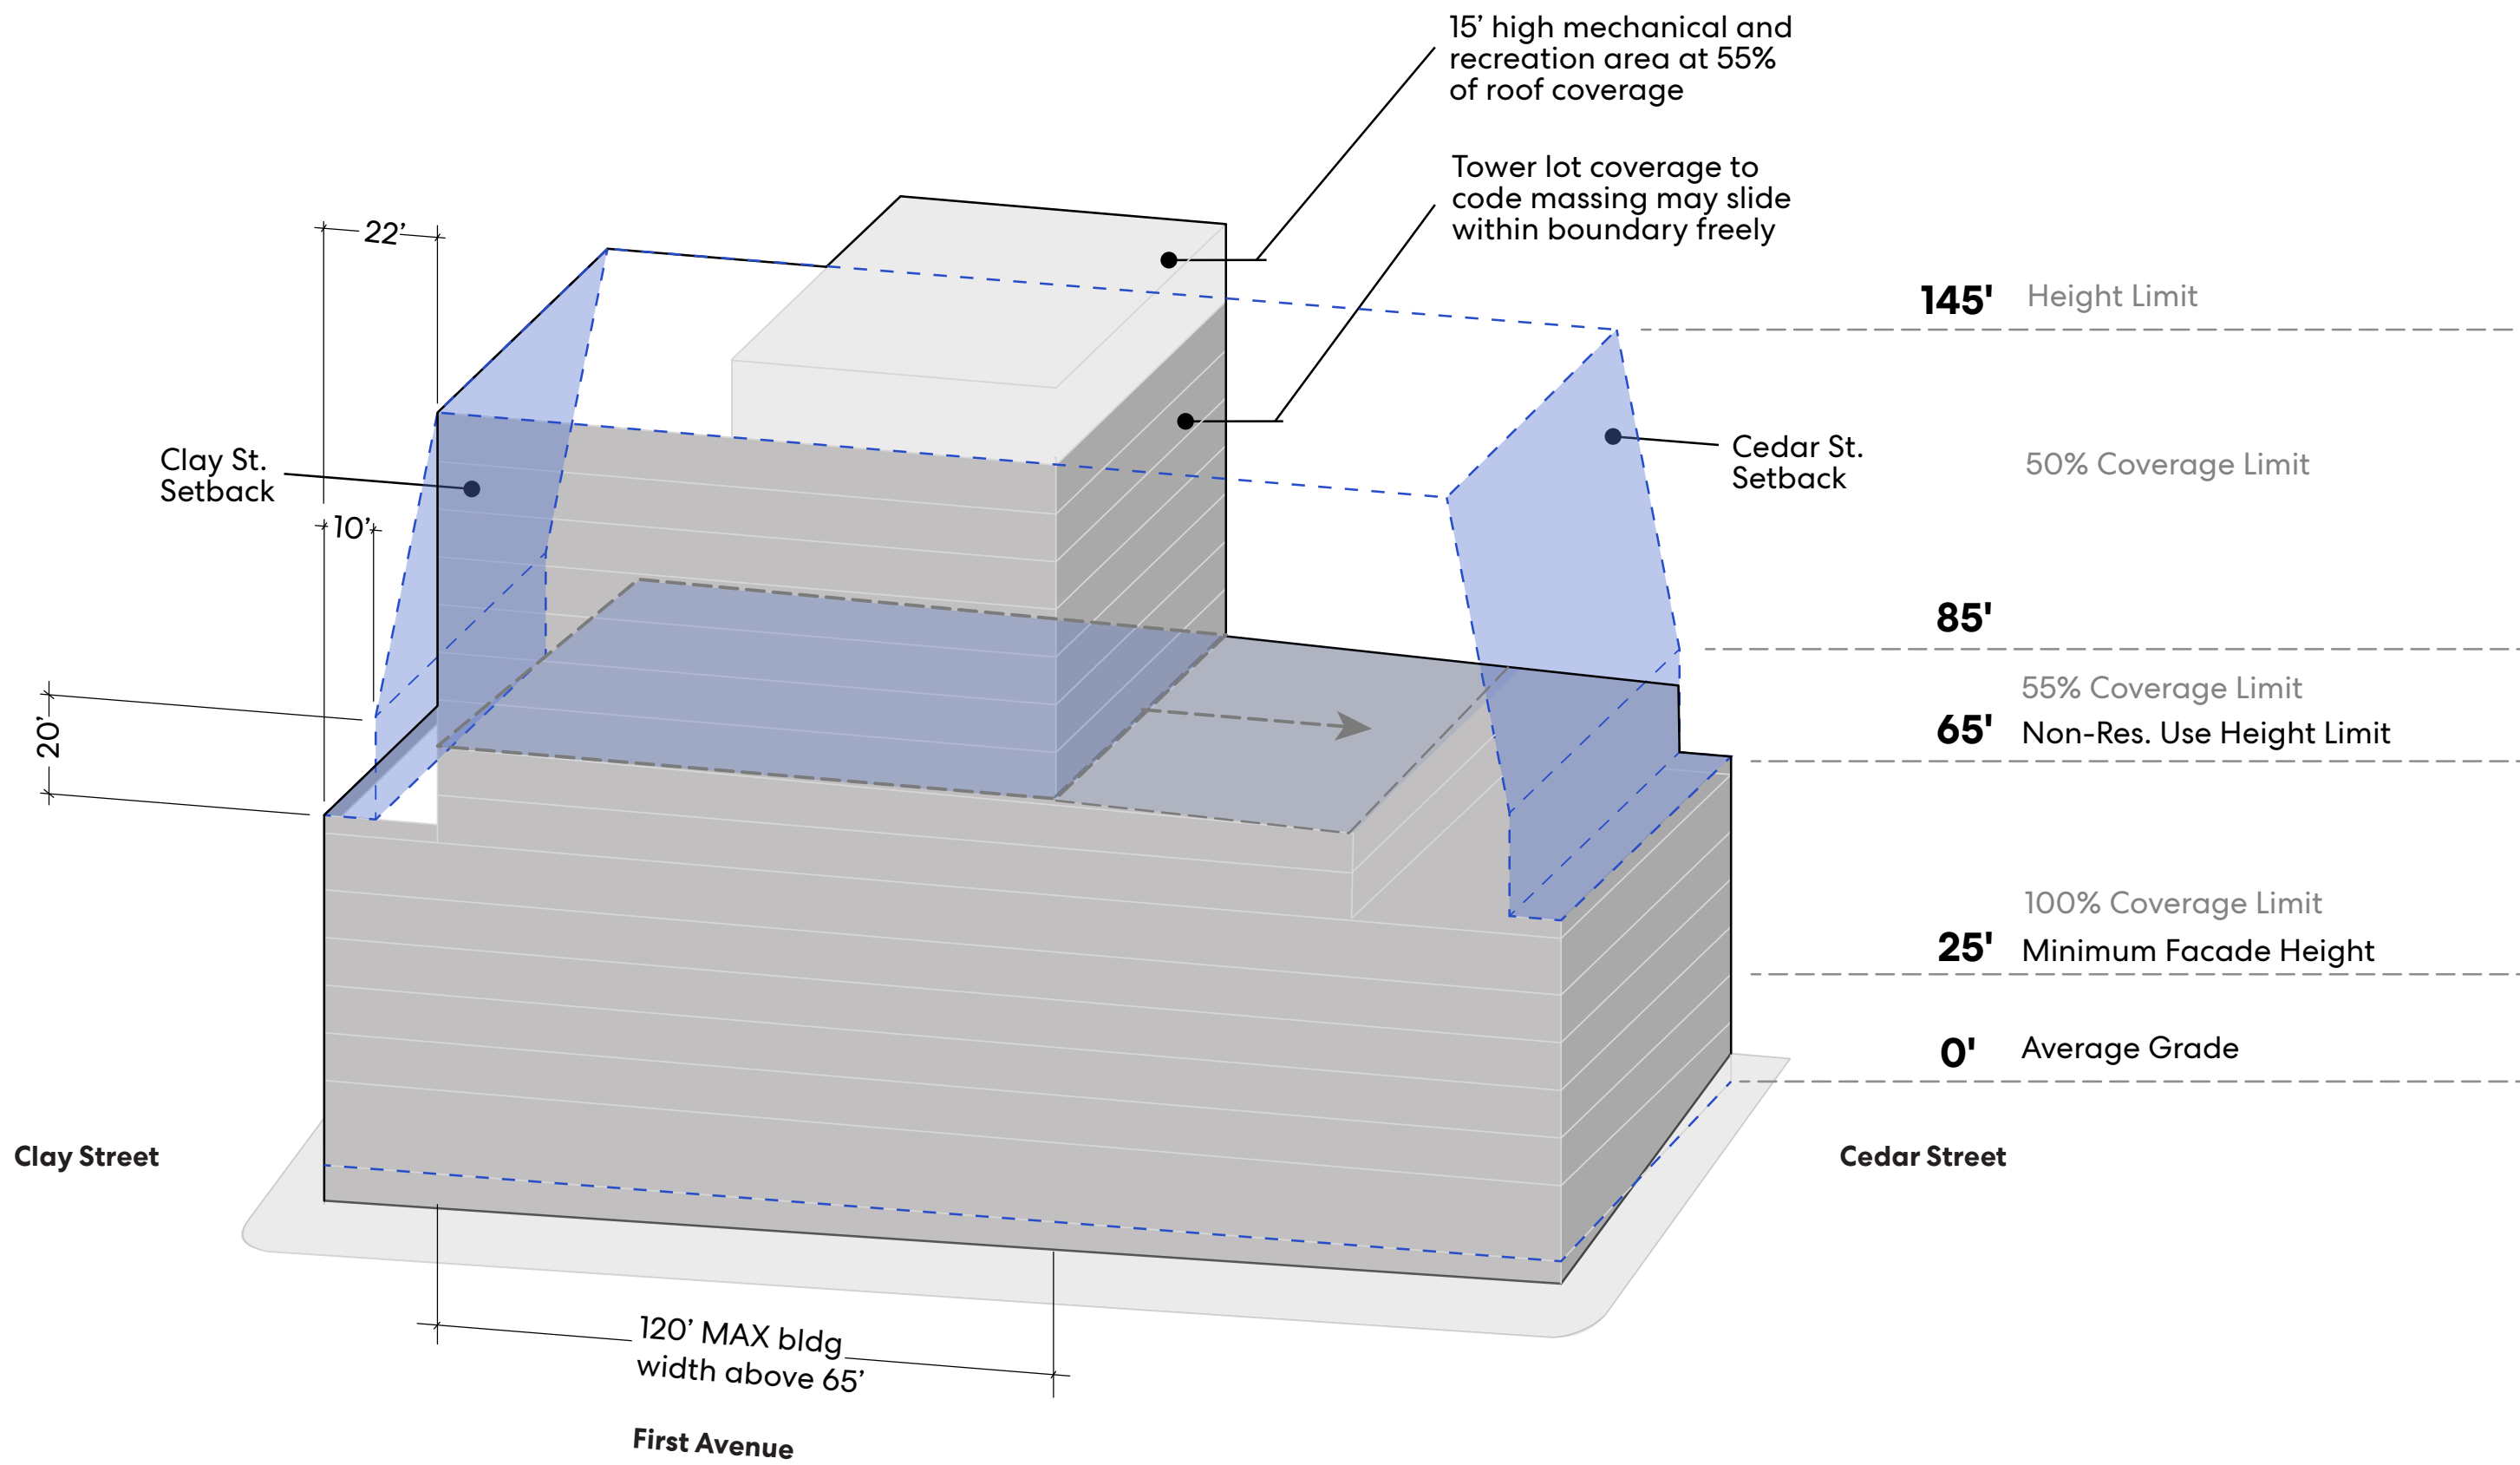 15’ high mechanical and
recreation area at 55%
of roof coverage
Tower lot coverage to
code massing may slide
within boundary freely
22’
145' Height Limit
Clay St.
Setback
Cedar St.
Setback
50% Coverage Limit
10’
85'
55% Coverage Limit
20’
65' Non-Res. Use Height Limit
100% Coverage Limit
25' Minimum Facade Height
0' Average Grade
Clay Street
Cedar Street
120’ MAX bldg
width above 65’
First Avenue